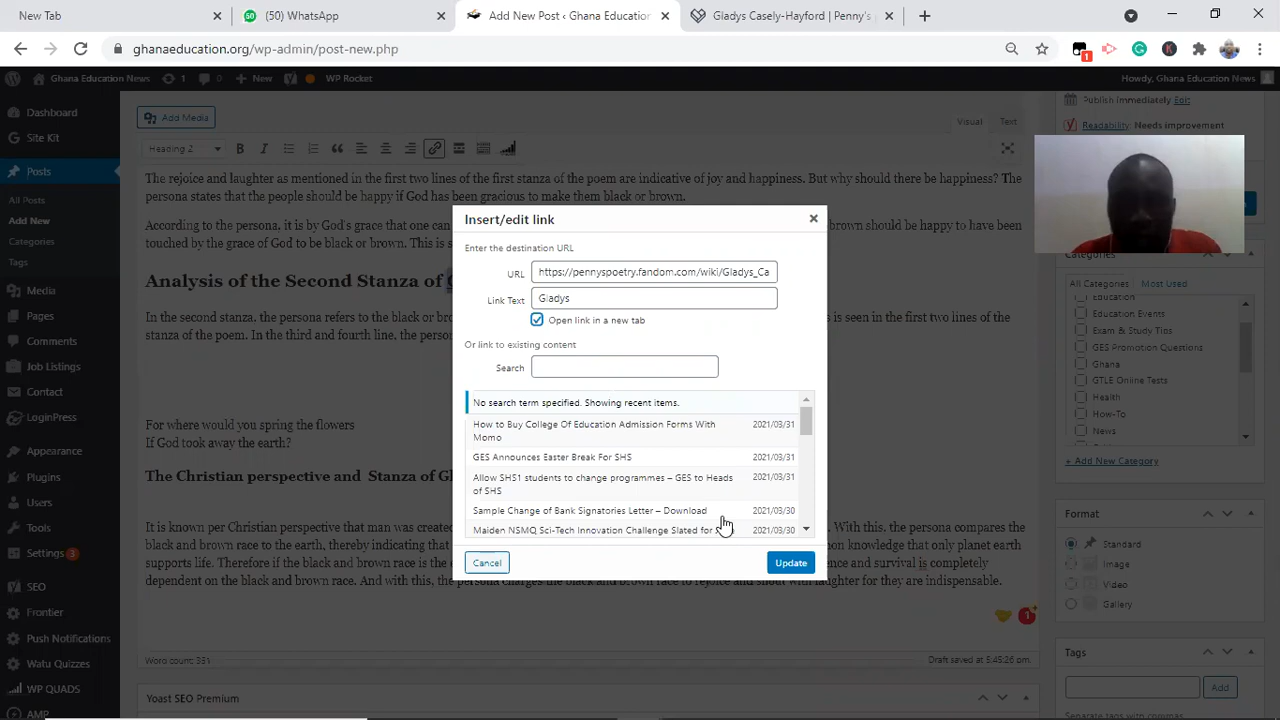 New Tab
(50) WhatsApp
Add New Post ‹ Ghana Education
Gladys Casely-Hayford | Penny's
ghanaeducation.org/wp-admin/post-new.php
Ghana Education News
1
0
New
WP Rocket
Howdy, Ghana Education News
Dashboard
Site Kit
Posts
All Posts
Add New
Categories
Tags
Media
Pages
Comments
Job Listings
Contact
LoginPress
Appearance
Plugins
Users
Tools
Settings 3
SEO
Frontier
Push Notifications
Watu Quizzes
WP QUADS
AMP
Add Media
Visual
Text
Heading 2
The rejoice and laughter as mentioned in the first two lines of the first stanza of the poem are indicative of joy and happiness. But why should there be happiness? The
persona states that the people should be happy if God has been gracious to make them black or brown.
According to the persona, it is by God's grace that one can
brown should be happy to have been
touched by the grace of God to be black or brown. This is s
Analysis of the Second Stanza of
In the second stanza, the persona refers to the black or bro
is seen in the first two lines of
the stanza of the poem. In the third and fourth line, the perso
For where would you spring the flowers
If God took away the earth?
The Christian perspective and Stanza of Gl
It is known per Christian perspective that man was create
With this, the persona compares
black and brown race to the earth, thereby indicating that
on knowledge that only planet earth
supports life. Therefore if the black and brown race is the e
ence and survival is completely
dependent on the black and brown race. And with this, the persona charges the black and brown race to rejoice and shout with laughter for they are indispensable.
1
Word count: 331
Draft saved at 5:45:26 pm.
Yoast SEO Premium
Insert/edit link
Enter the destination URL
URL
https://pennyspoetry.fandom.com/wiki/Gladys_Ca
Link Text
Gladys
Open link in a new tab
Or link to existing content
Search
No search term specified. Showing recent items.
How to Buy College Of Education Admission Forms With
Momo
2021/03/31
GES Announces Easter Break For SHS
2021/03/31
Allow SHS1 students to change programmes – GES to Heads
of SHS
2021/03/31
Sample Change of Bank Signatories Letter – Download
2021/03/30
Maiden NSMQ Sci-Tech Innovation Challenge Slated for
2021/03/30
Cancel
Update
Publish immediately Edit
Readability: Needs improvement
Categories
All Categories
Most Used
Education
Education Events
Exam & Study Tips
GES Promotion Questions
Ghana
GTLE Online Tests
Health
How-To
News
+ Add New Category
Format
Standard
Image
Video
Gallery
Tags
Add
Separate tags with commas